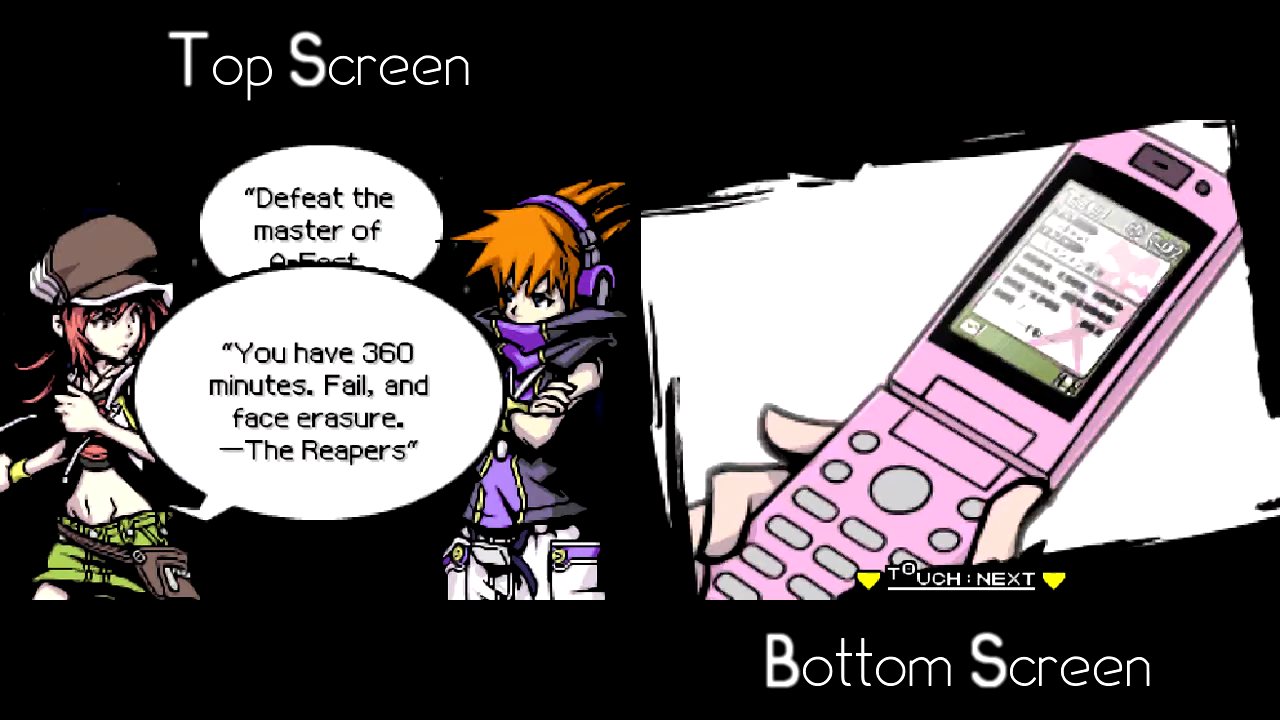 Top Screen
"Defeat the
master of
A-East.
"You have 360
minutes. Fail, and
face erasure.
—The Reapers"
TOUCH : NEXT
Bottom Screen